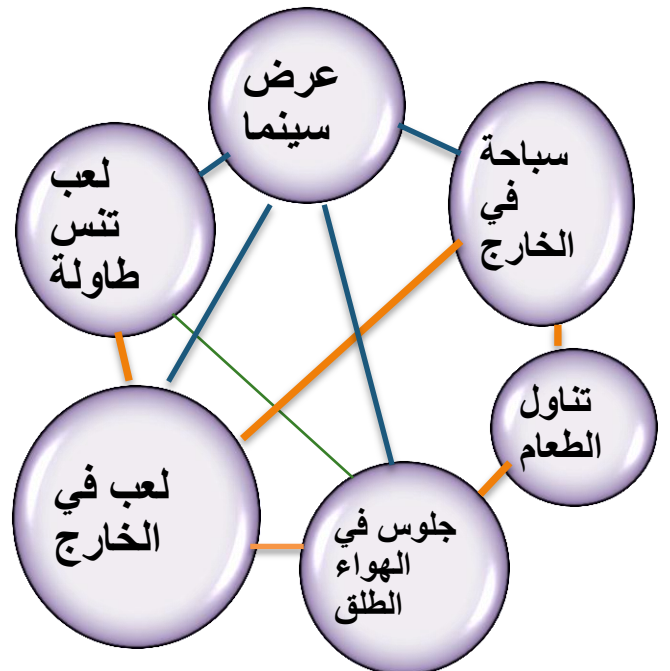 عرض
سينما
سباحة
في
الخارج
لعب
تنس
طاولة
تناول
الطعام
لعب في
الخارج
جلوس في
الهواء
الطلق